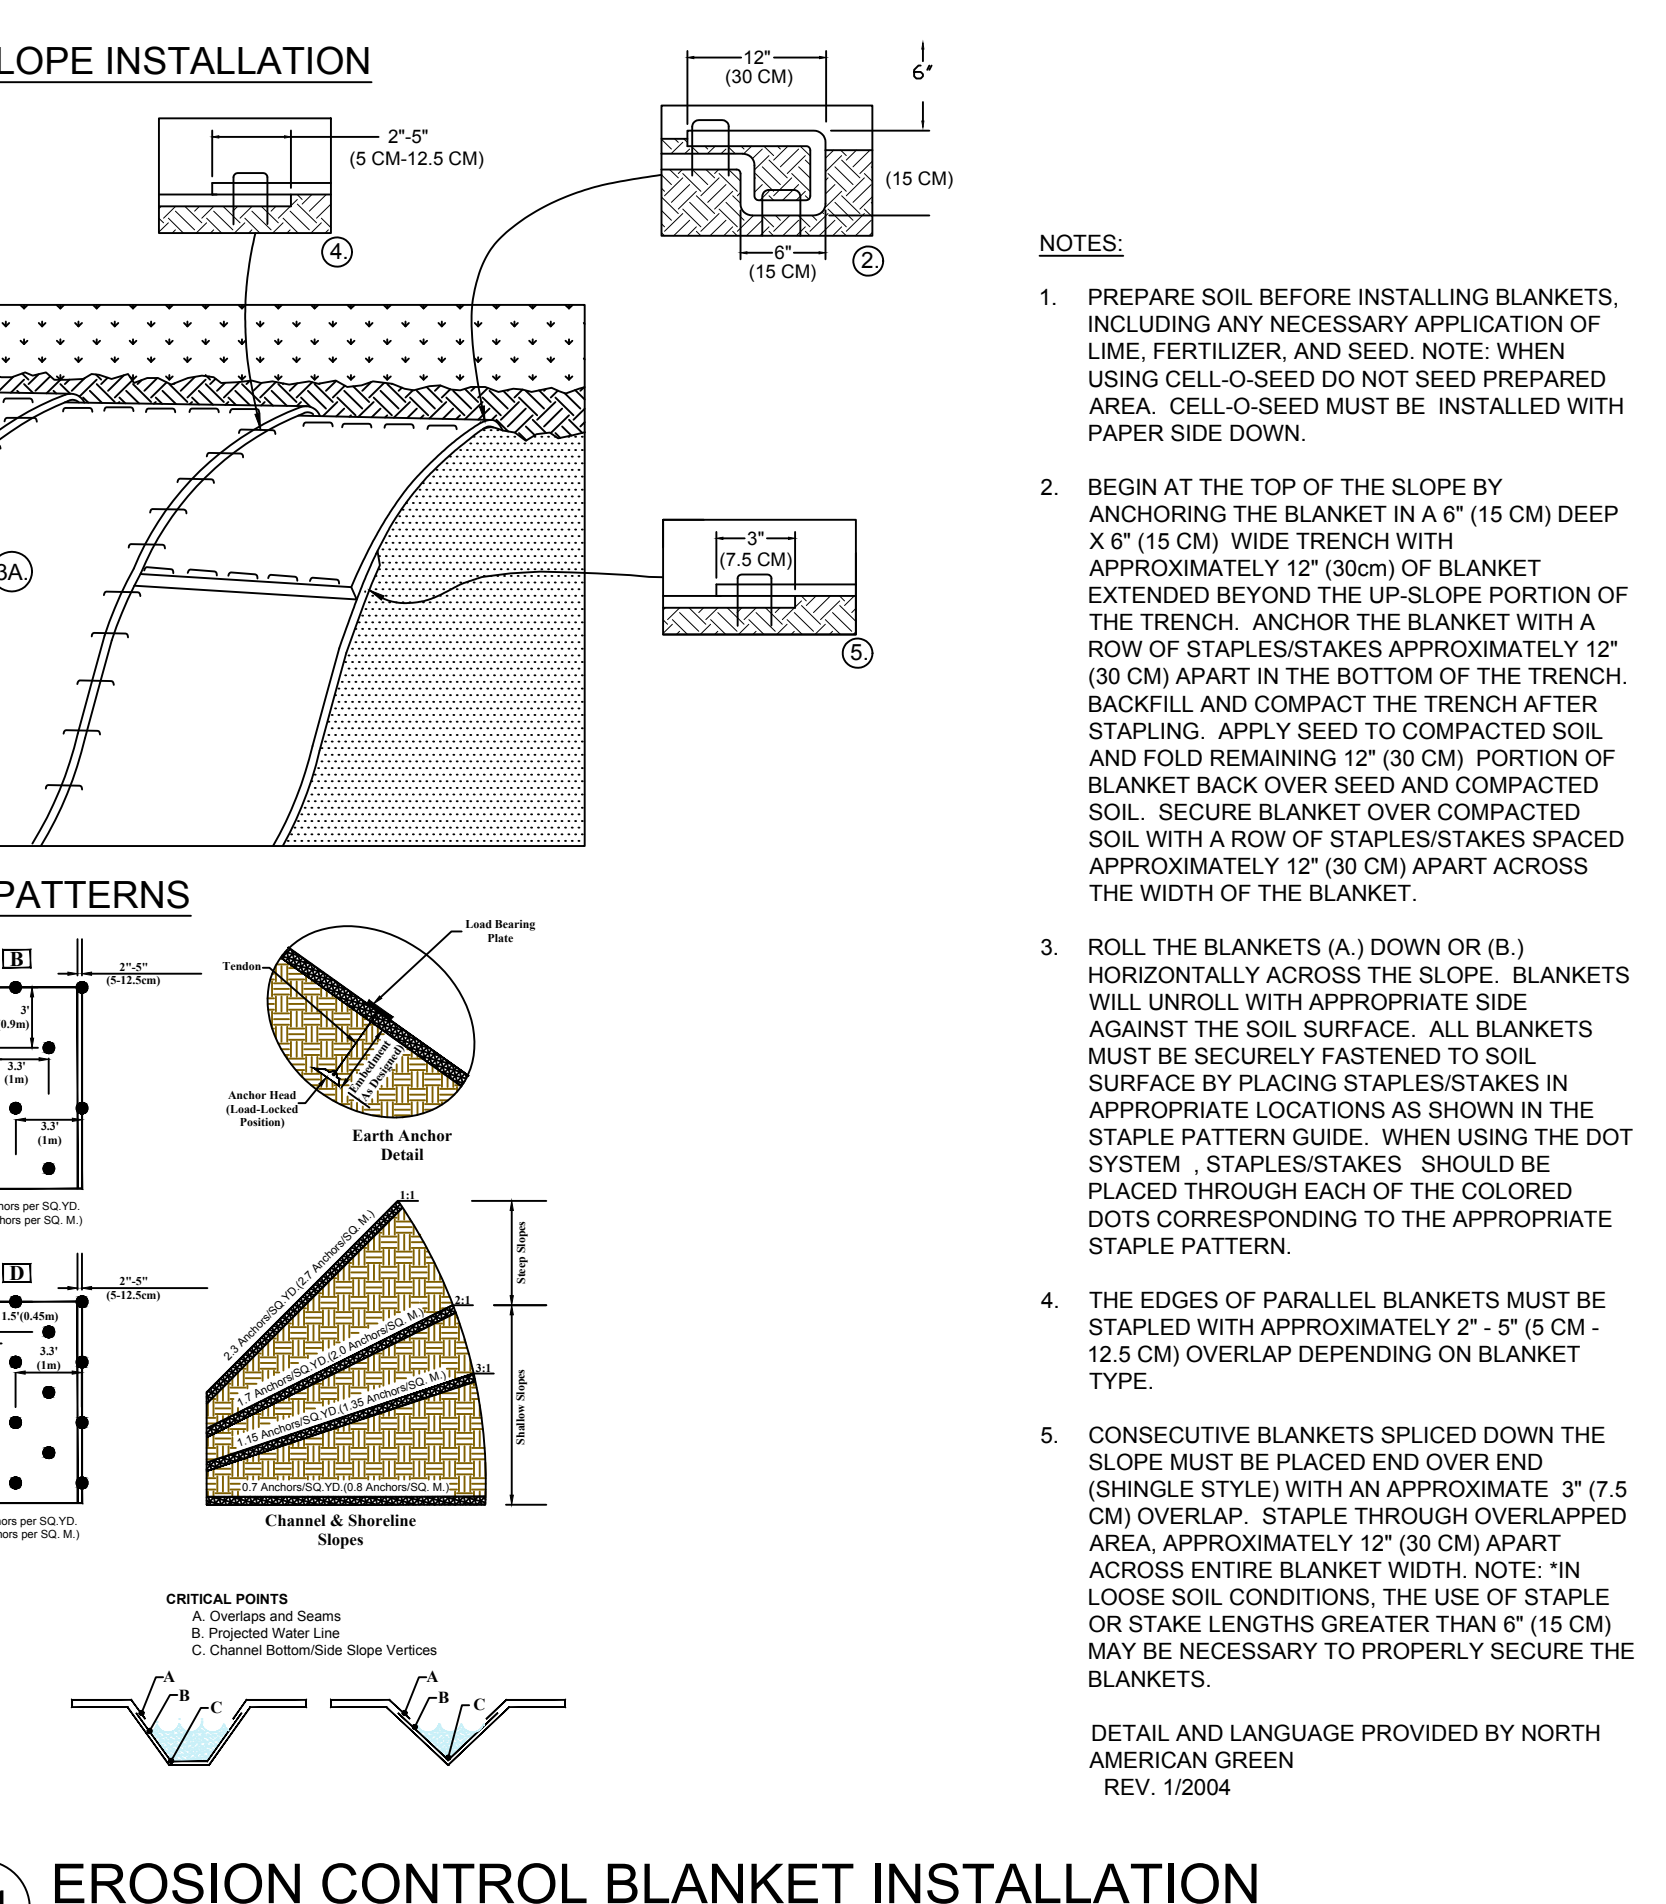 LOPE INSTALLATION
12"
(30 CM)
6"
2"-5"
(5 CM-12.5 CM)
(15 CM)
4.
6"
(15 CM)
2.
3A.
3"
(7.5 CM)
5.
PATTERNS
B
2"-5"
(5-12.5cm)
3'
0.9m)
3.3'
(1m)
3.3'
(1m)
hors per SQ.YD.
hors per SQ. M.)
D
2"-5"
(5-12.5cm)
1.5'(0.45m)
3.3'
(1m)
ors per SQ.YD.
ors per SQ. M.)
Load Bearing
Plate
Tendon
(Embedment
As Designed)
Anchor Head
(Load-Locked
Position)
Earth Anchor
Detail
1:1
2.3 Anchors/SQ.YD.(2.7 Anchors/SQ. M.)
Steep Slopes
2:1
1.7 Anchors/SQ.YD.(2.0 Anchors/SQ. M.)
3:1
1.15 Anchors/SQ.YD.(1.35 Anchors/SQ. M.)
Shallow Slopes
0.7 Anchors/SQ.YD.(0.8 Anchors/SQ. M.)
Channel & Shoreline
Slopes
CRITICAL POINTS
A. Overlaps and Seams
B. Projected Water Line
C. Channel Bottom/Side Slope Vertices
A
B
C
A
B
C
NOTES:
1. PREPARE SOIL BEFORE INSTALLING BLANKETS,
INCLUDING ANY NECESSARY APPLICATION OF
LIME, FERTILIZER, AND SEED. NOTE: WHEN
USING CELL-O-SEED DO NOT SEED PREPARED
AREA. CELL-O-SEED MUST BE INSTALLED WITH
PAPER SIDE DOWN.
2. BEGIN AT THE TOP OF THE SLOPE BY
ANCHORING THE BLANKET IN A 6" (15 CM) DEEP
X 6" (15 CM) WIDE TRENCH WITH
APPROXIMATELY 12" (30cm) OF BLANKET
EXTENDED BEYOND THE UP-SLOPE PORTION OF
THE TRENCH. ANCHOR THE BLANKET WITH A
ROW OF STAPLES/STAKES APPROXIMATELY 12"
(30 CM) APART IN THE BOTTOM OF THE TRENCH.
BACKFILL AND COMPACT THE TRENCH AFTER
STAPLING. APPLY SEED TO COMPACTED SOIL
AND FOLD REMAINING 12" (30 CM) PORTION OF
BLANKET BACK OVER SEED AND COMPACTED
SOIL. SECURE BLANKET OVER COMPACTED
SOIL WITH A ROW OF STAPLES/STAKES SPACED
APPROXIMATELY 12" (30 CM) APART ACROSS
THE WIDTH OF THE BLANKET.
3. ROLL THE BLANKETS (A.) DOWN OR (B.)
HORIZONTALLY ACROSS THE SLOPE. BLANKETS
WILL UNROLL WITH APPROPRIATE SIDE
AGAINST THE SOIL SURFACE. ALL BLANKETS
MUST BE SECURELY FASTENED TO SOIL
SURFACE BY PLACING STAPLES/STAKES IN
APPROPRIATE LOCATIONS AS SHOWN IN THE
STAPLE PATTERN GUIDE. WHEN USING THE DOT
SYSTEM , STAPLES/STAKES SHOULD BE
PLACED THROUGH EACH OF THE COLORED
DOTS CORRESPONDING TO THE APPROPRIATE
STAPLE PATTERN.
4. THE EDGES OF PARALLEL BLANKETS MUST BE
STAPLED WITH APPROXIMATELY 2" - 5" (5 CM -
12.5 CM) OVERLAP DEPENDING ON BLANKET
TYPE.
5. CONSECUTIVE BLANKETS SPLICED DOWN THE
SLOPE MUST BE PLACED END OVER END
(SHINGLE STYLE) WITH AN APPROXIMATE 3" (7.5
CM) OVERLAP. STAPLE THROUGH OVERLAPPED
AREA, APPROXIMATELY 12" (30 CM) APART
ACROSS ENTIRE BLANKET WIDTH. NOTE: *IN
LOOSE SOIL CONDITIONS, THE USE OF STAPLE
OR STAKE LENGTHS GREATER THAN 6" (15 CM)
MAY BE NECESSARY TO PROPERLY SECURE THE
BLANKETS.
DETAIL AND LANGUAGE PROVIDED BY NORTH
AMERICAN GREEN
REV. 1/2004
EROSION CONTROL BLANKET INSTALLATION